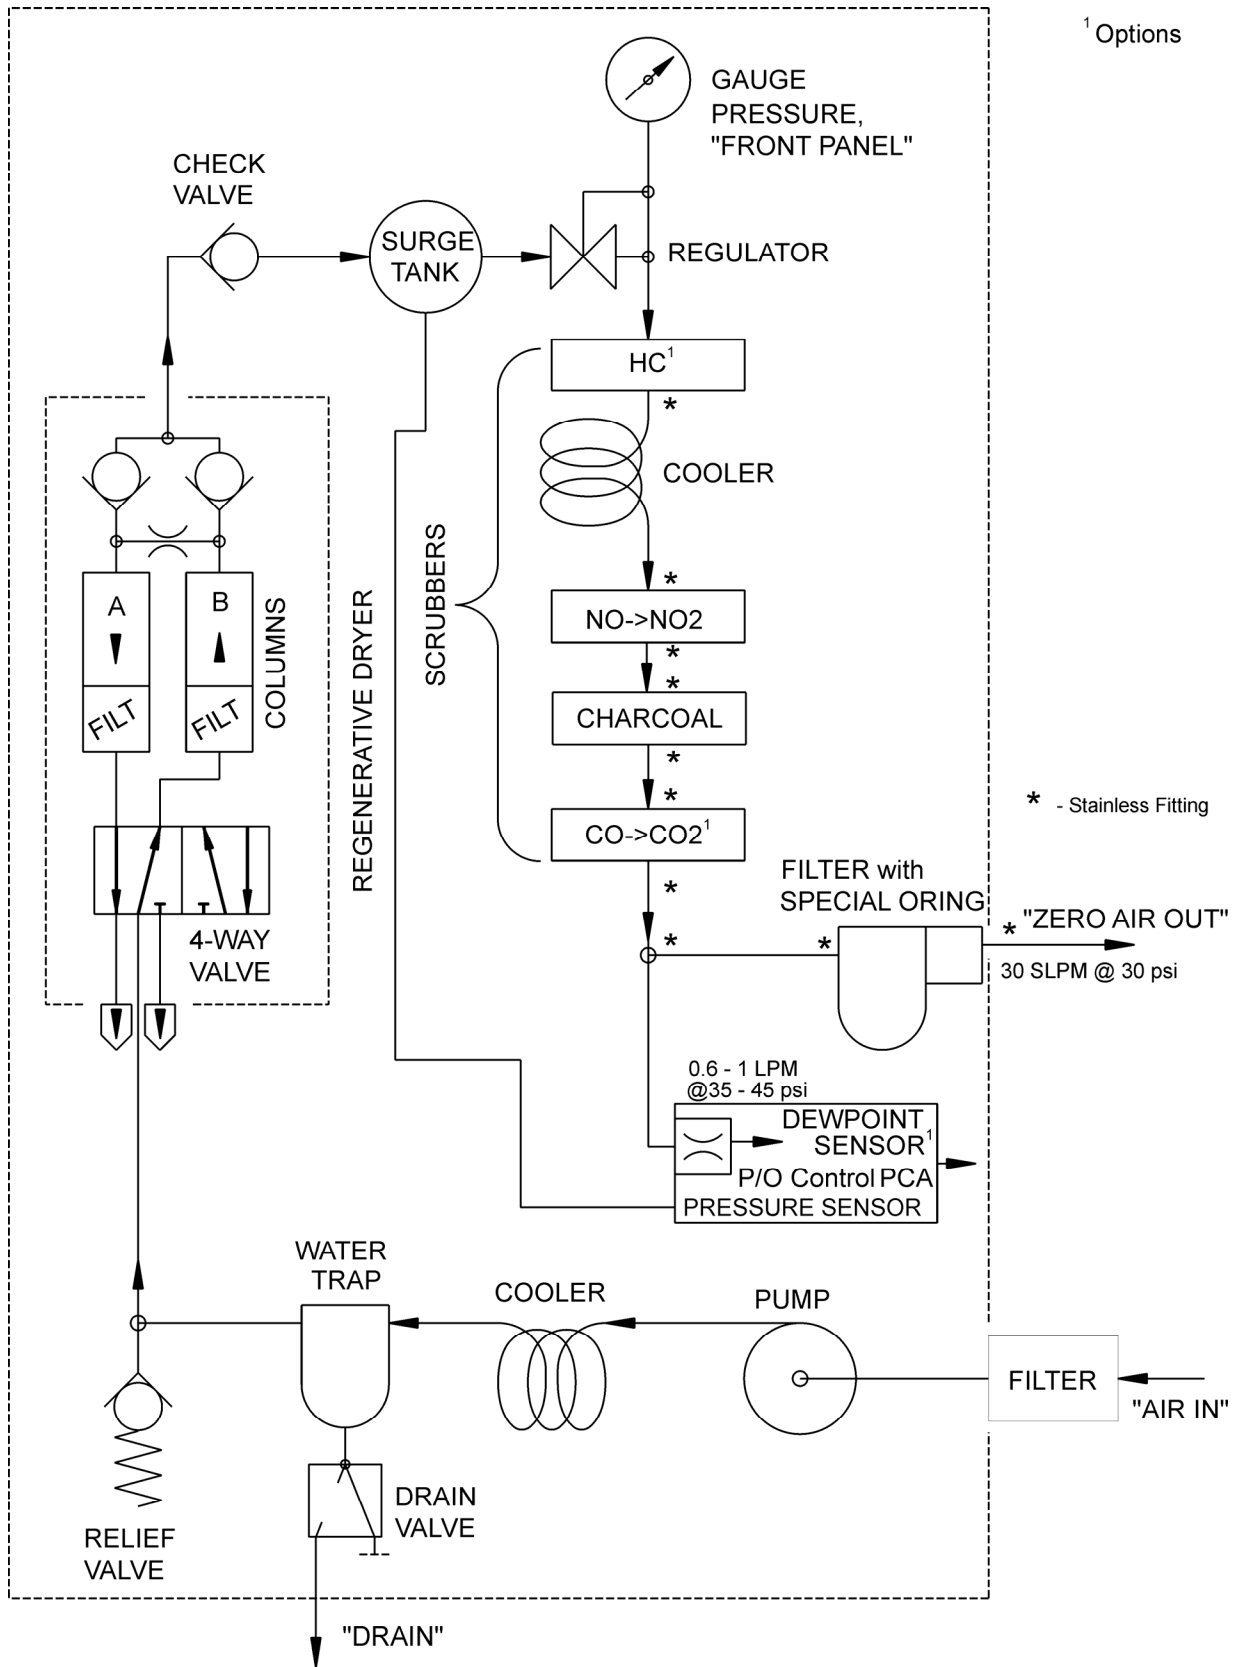 1 Options
GAUGE
PRESSURE,
"FRONT PANEL"
CHECK
VALVE
SURGE
TANK
REGULATOR
HC1
*
COOLER
SCRUBBERS
REGENERATIVE DRYER
A
B
COLUMNS
FILT
FILT
*
NO->NO2
*
*
CHARCOAL
*
*
CO->CO21
*
* - Stainless Fitting
4-WAY
VALVE
FILTER with
SPECIAL ORING
*
*
* "ZERO AIR OUT"
30 SLPM @ 30 psi
0.6 - 1 LPM
@35 - 45 psi
DEWPOINT
SENSOR1
P/O Control PCA
PRESSURE SENSOR
WATER
TRAP
COOLER
PUMP
FILTER
"AIR IN"
DRAIN
VALVE
RELIEF
VALVE
"DRAIN"